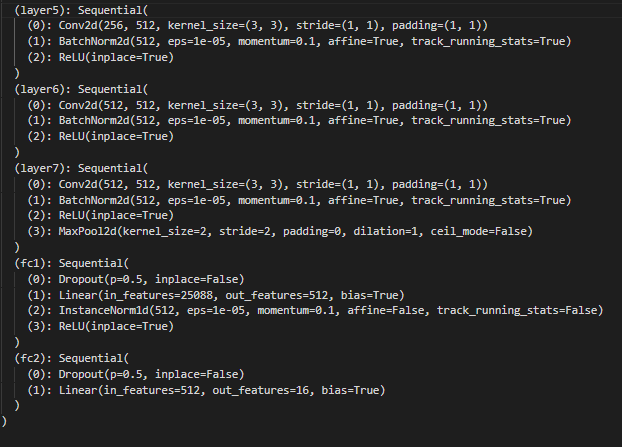 (layer5): Sequential(
(0): Conv2d(256, 512, kernel_size=(3, 3), stride=(1, 1), padding=(1, 1))
(1): BatchNorm2d(512, eps=1e-05, momentum=0.1, affine=True, track_running_stats=True)
(2): ReLU(inplace=True)
)
(layer6): Sequential(
(0): Conv2d(512, 512, kernel_size=(3, 3), stride=(1, 1), padding=(1, 1))
(1): BatchNorm2d(512, eps=1e-05, momentum=0.1, affine=True, track_running_stats=True)
(2): ReLU(inplace=True)
)
(layer7): Sequential(
(0): Conv2d(512, 512, kernel_size=(3, 3), stride=(1, 1), padding=(1, 1))
(1): BatchNorm2d(512, eps=1e-05, momentum=0.1, affine=True, track_running_stats=True)
(2): ReLU(inplace=True)
(3): MaxPool2d(kernel_size=2, stride=2, padding=0, dilation=1, ceil_mode=False)
)
(fc1): Sequential(
(0): Dropout(p=0.5, inplace=False)
(1): Linear(in_features=25088, out_features=512, bias=True)
(2): InstanceNorm1d(512, eps=1e-05, momentum=0.1, affine=False, track_running_stats=False)
(3): ReLU(inplace=True)
)
(fc2): Sequential(
(0): Dropout(p=0.5, inplace=False)
(1): Linear(in_features=512, out_features=16, bias=True)
)
)